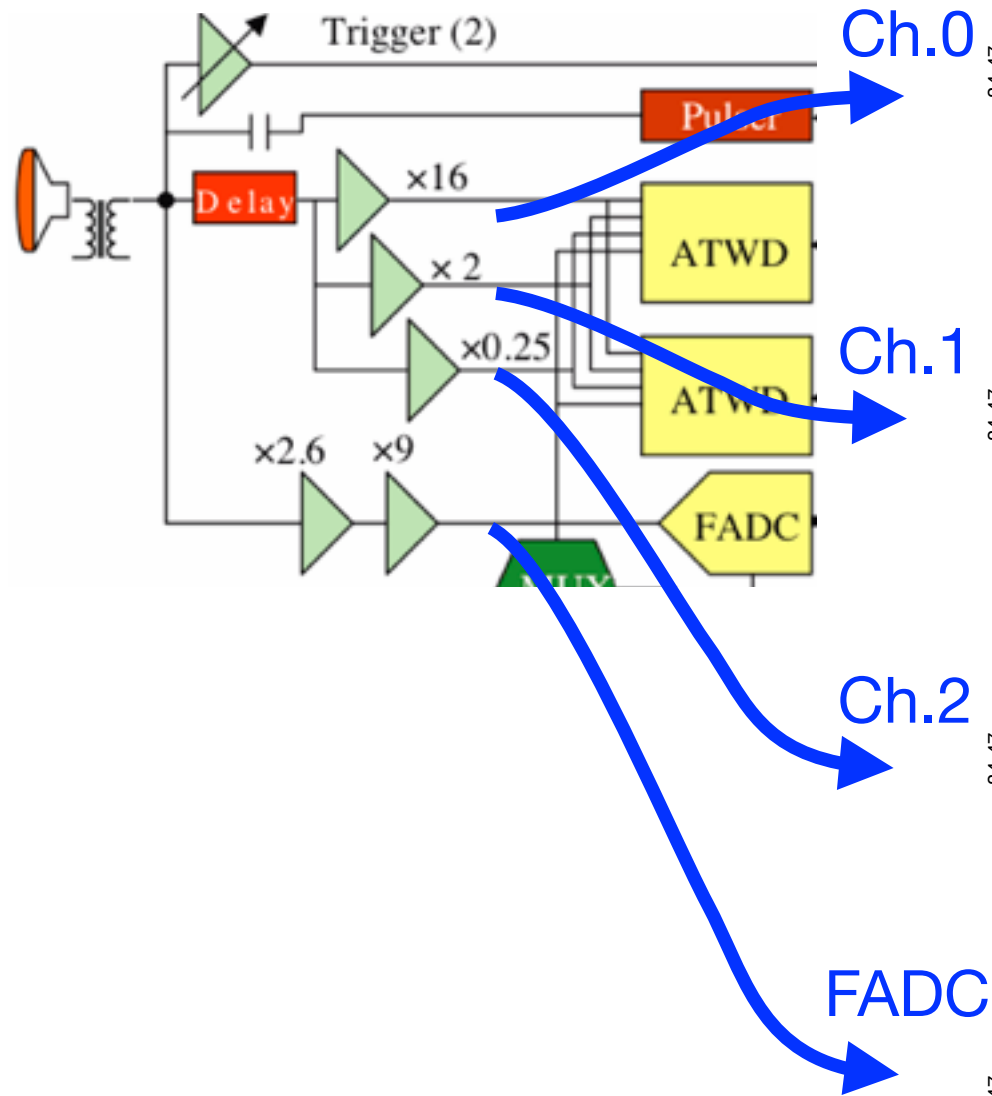 Trigger (2)
Ch.0
Pulser
×16
Delay
ATWD
× 2
×0.25
Ch.1
ATWD
×2.6
×9
FADC
MUX
Ch.2
FADC